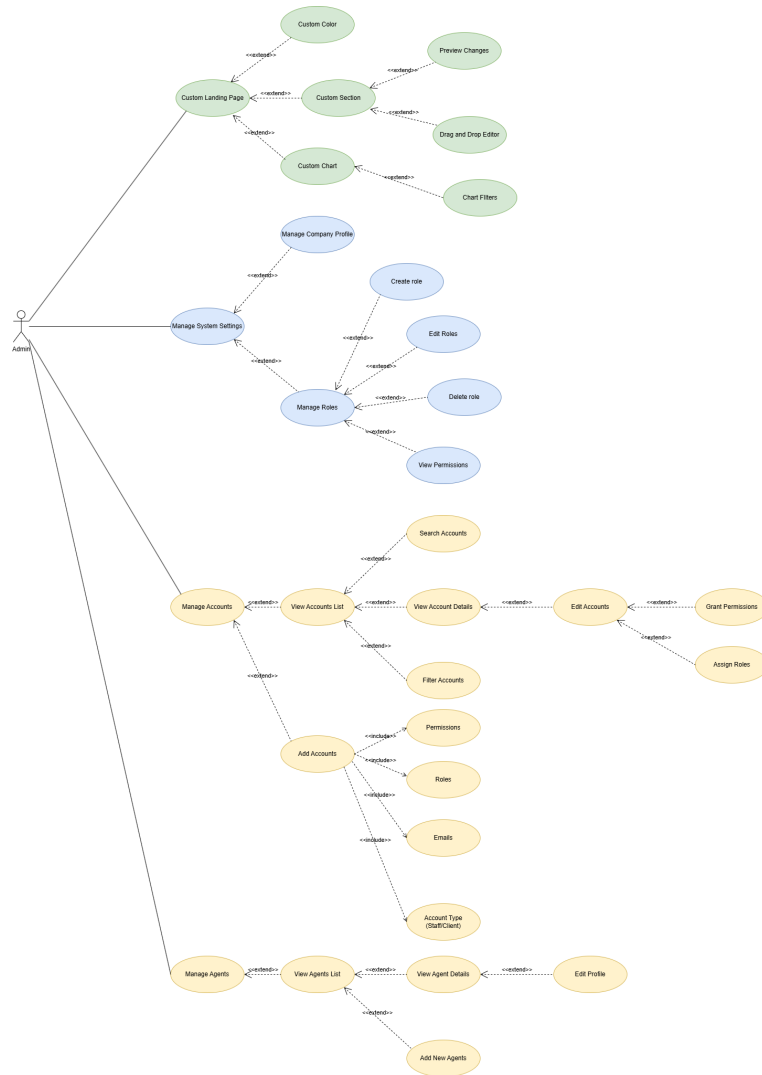 Custom Color
<<extend>>
Preview Changes
<<extend>>
Custom Landing Page
<<extend>>
Custom Section
<<extend>>
Drag and Drop Editor
<<extend>>
Custom Chart
<<extend>>
Chart Filters
Manage Company Profile
<<extend>>
Create role
Admin
Manage System Settings
<<extend>>
Edit Roles
<<extend>>
<<extend>>
Delete role
<<extend>>
Manage Roles
<<extend>>
View Permissions
Search Accounts
<<extend>>
Manage Accounts
<<extend>>
View Accounts List
<<extend>>
View Account Details
<<extend>>
Edit Accounts
<<extend>>
Grant Permissions
<<extend>>
Assign Roles
<<extend>>
Filter Accounts
<<extend>>
Permissions
<<include>>
Add Accounts
<<include>>
Roles
<<include>>
Emails
<<include>>
Account Type
(Staff/Client)
Manage Agents
<<extend>>
View Agents List
<<extend>>
View Agent Details
<<extend>>
Edit Profile
<<extend>>
Add New Agents